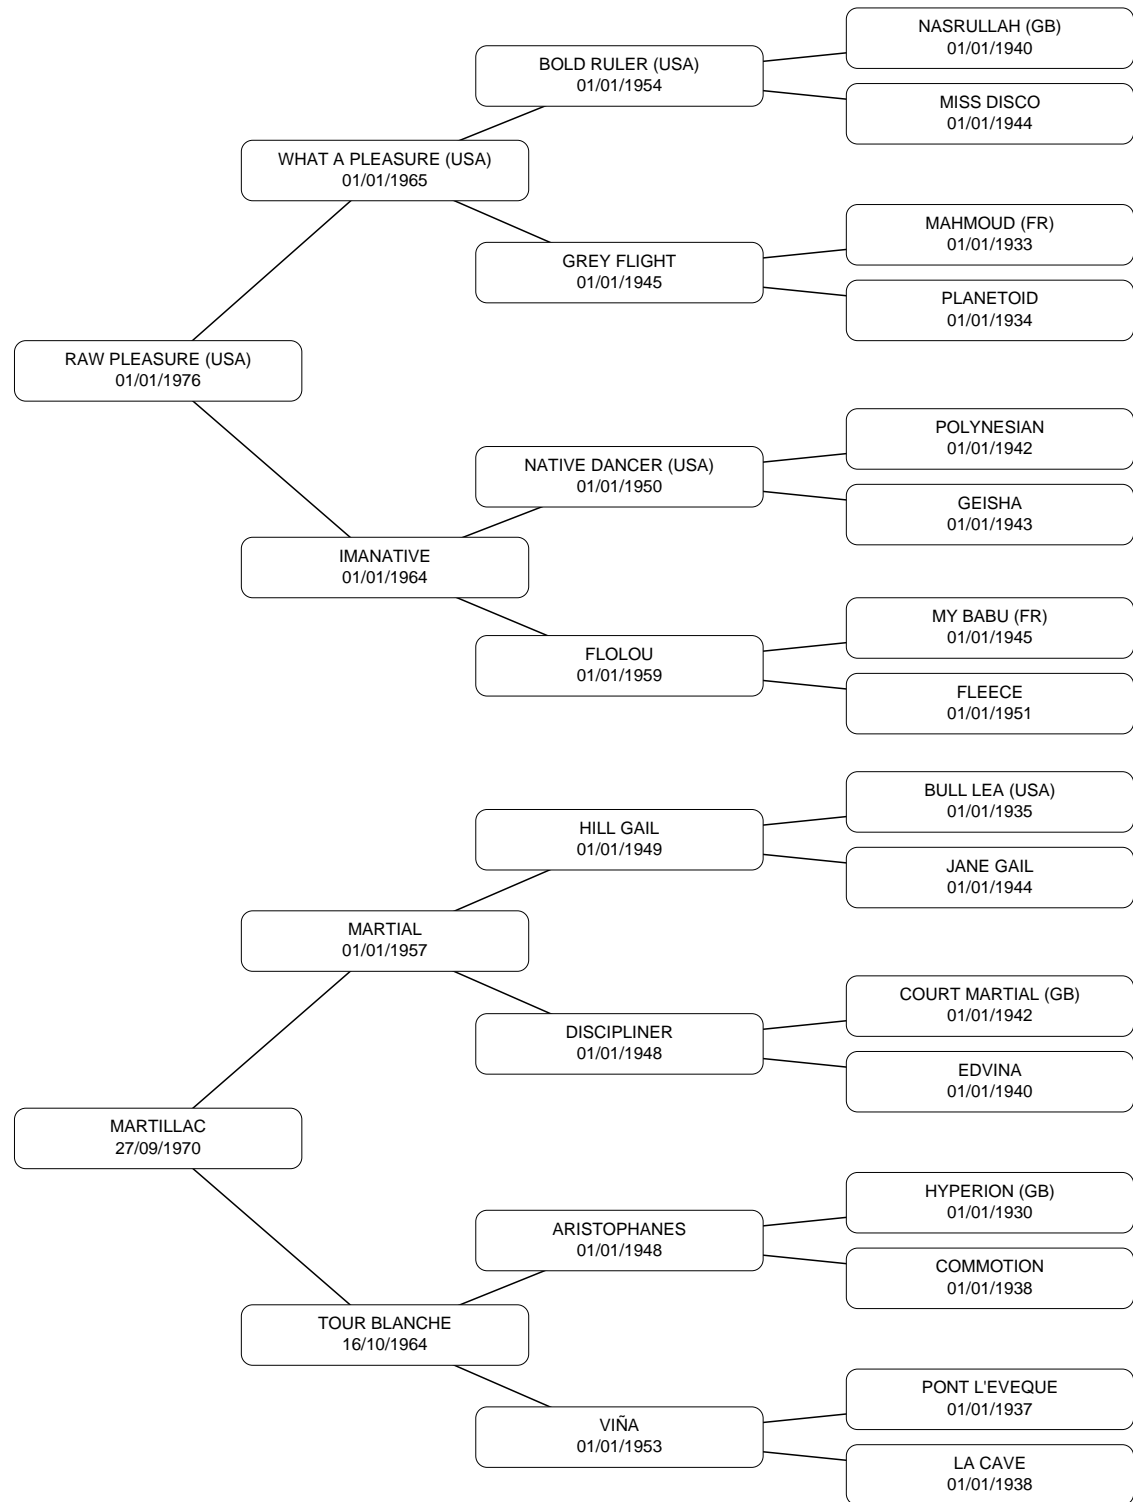 NASRULLAH (GB)
01/01/1940
BOLD RULER (USA)
01/01/1954
MISS DISCO
01/01/1944
WHAT A PLEASURE (USA)
01/01/1965
MAHMOUD (FR)
01/01/1933
GREY FLIGHT
01/01/1945
PLANETOID
01/01/1934
RAW PLEASURE (USA)
01/01/1976
POLYNESIAN
01/01/1942
NATIVE DANCER (USA)
01/01/1950
GEISHA
01/01/1943
IMANATIVE
01/01/1964
MY BABU (FR)
01/01/1945
FLOLOU
01/01/1959
FLEECE
01/01/1951
BULL LEA (USA)
01/01/1935
HILL GAIL
01/01/1949
JANE GAIL
01/01/1944
MARTIAL
01/01/1957
COURT MARTIAL (GB)
01/01/1942
DISCIPLINER
01/01/1948
EDVINA
01/01/1940
MARTILLAC
27/09/1970
HYPERION (GB)
01/01/1930
ARISTOPHANES
01/01/1948
COMMOTION
01/01/1938
TOUR BLANCHE
16/10/1964
PONT L'EVEQUE
01/01/1937
VIÑA
01/01/1953
LA CAVE
01/01/1938